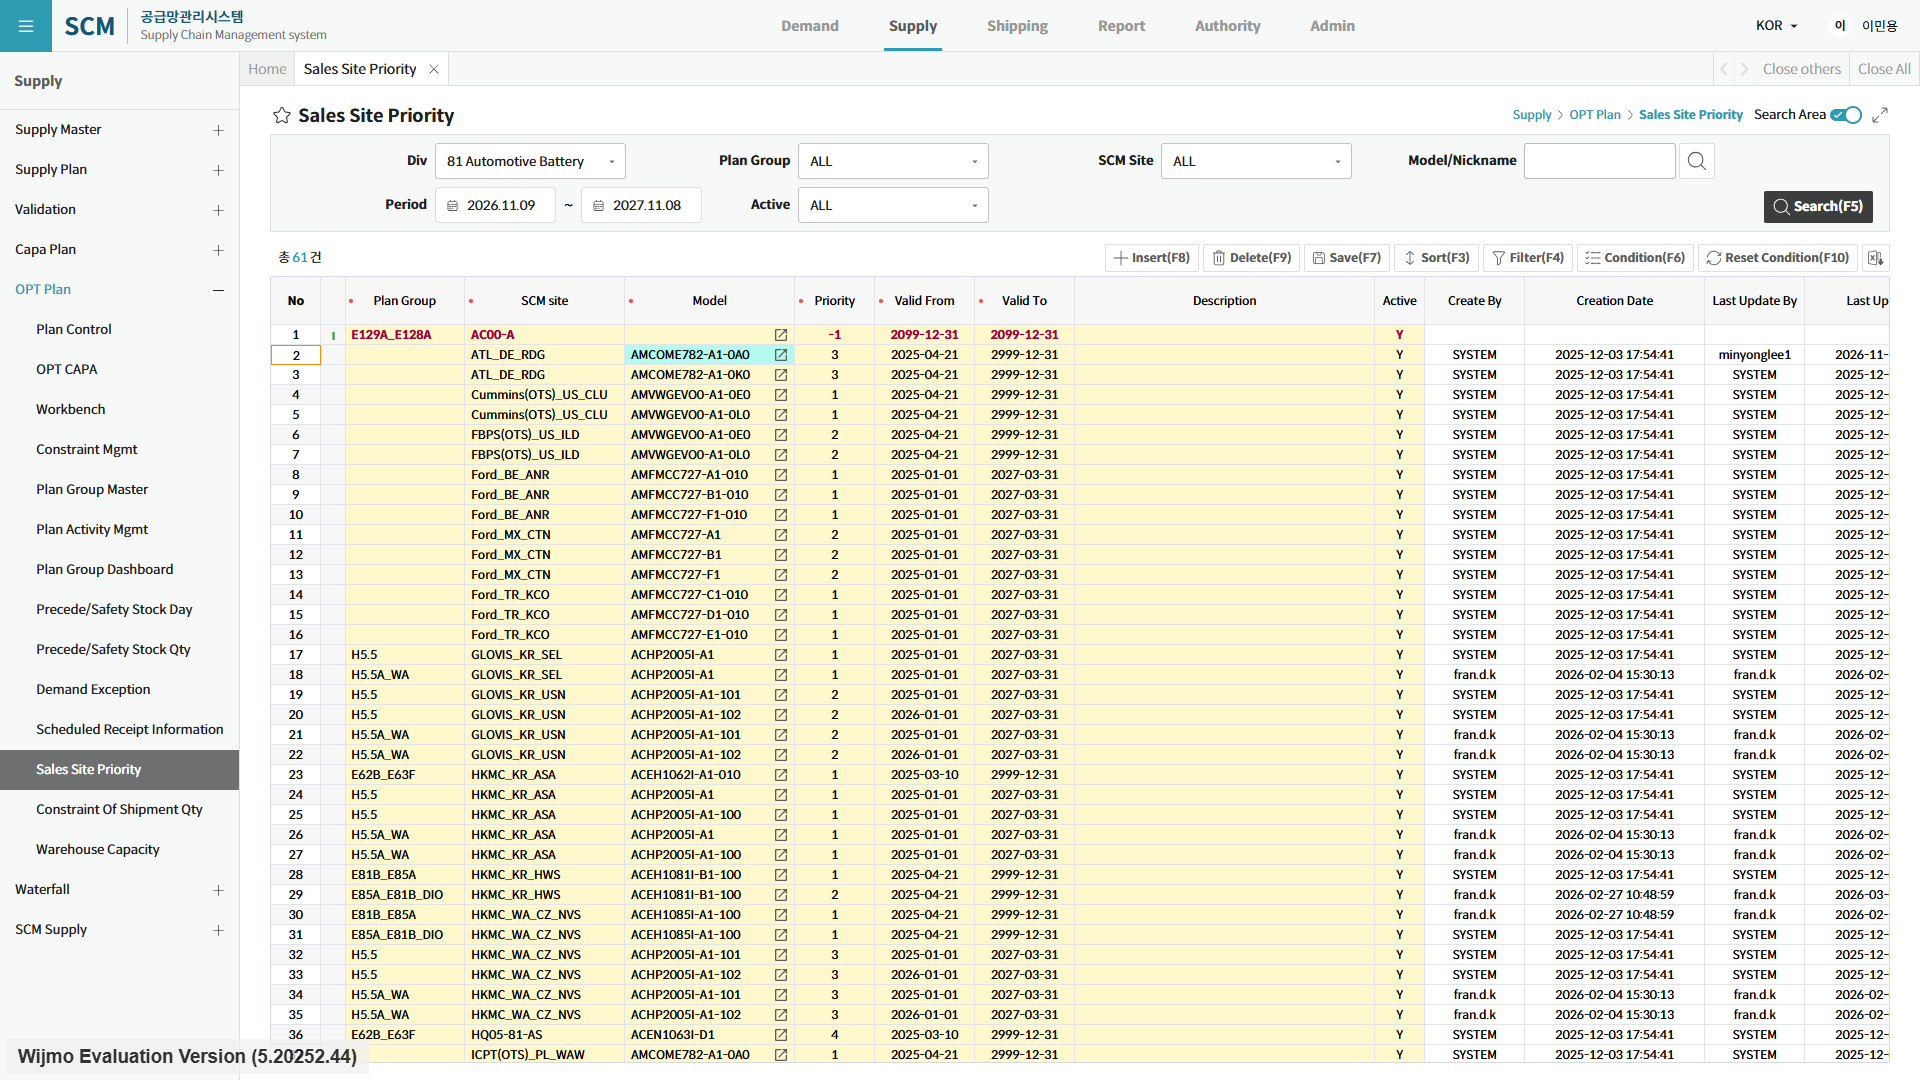 SCM 공급망관리시스템 Supply Chain Management system
Demand Supply Shipping Report Authority Admin
KOR 이 이민용
Supply
Home Sales Site Priority Close others Close All
Supply Master
Supply Plan
Validation
Capa Plan
OPT Plan
Plan Control
OPT CAPA
Workbench
Constraint Mgmt
Plan Group Master
Plan Activity Mgmt
Plan Group Dashboard
Precede/Safety Stock Day
Precede/Safety Stock Qty
Demand Exception
Scheduled Receipt Information
Sales Site Priority
Constraint Of Shipment Qty
Warehouse Capacity
Waterfall
SCM Supply
Sales Site Priority
Supply > OPT Plan > Sales Site Priority Search Area
Div 81 Automotive Battery Plan Group ALL SCM Site ALL Model/Nickname
Period 2026.11.09 ~ 2027.11.08 Active ALL Search(F5)
총 61 건 Insert(F8) Delete(F9) Save(F7) Sort(F3) Filter(F4) Condition(F6) Reset Condition(F10)
No Plan Group SCM site Model Priority Valid From Valid To Description Active Create By Creation Date Last Update By Last Up
1 I E129A_E128A AC00-A -1 2099-12-31 2099-12-31 Y
2 ATL_DE_RDG AMCOME782-A1-0A0 3 2025-04-21 2999-12-31 Y SYSTEM 2025-12-03 17:54:41 minyonglee1 2026-11-
3 ATL_DE_RDG AMCOME782-A1-0K0 3 2025-04-21 2999-12-31 Y SYSTEM 2025-12-03 17:54:41 SYSTEM 2025-12-
4 Cummins(OTS)_US_CLU AMVWGEVO0-A1-0E0 1 2025-04-21 2999-12-31 Y SYSTEM 2025-12-03 17:54:41 SYSTEM 2025-12-
5 Cummins(OTS)_US_CLU AMVWGEVO0-A1-0L0 1 2025-04-21 2999-12-31 Y SYSTEM 2025-12-03 17:54:41 SYSTEM 2025-12-
6 FBPS(OTS)_US_ILD AMVWGEVO0-A1-0E0 2 2025-04-21 2999-12-31 Y SYSTEM 2025-12-03 17:54:41 SYSTEM 2025-12-
7 FBPS(OTS)_US_ILD AMVWGEVO0-A1-0L0 2 2025-04-21 2999-12-31 Y SYSTEM 2025-12-03 17:54:41 SYSTEM 2025-12-
8 Ford_BE_ANR AMFMCC727-A1-010 1 2025-01-01 2027-03-31 Y SYSTEM 2025-12-03 17:54:41 SYSTEM 2025-12-
9 Ford_BE_ANR AMFMCC727-B1-010 1 2025-01-01 2027-03-31 Y SYSTEM 2025-12-03 17:54:41 SYSTEM 2025-12-
10 Ford_BE_ANR AMFMCC727-F1-010 1 2025-01-01 2027-03-31 Y SYSTEM 2025-12-03 17:54:41 SYSTEM 2025-12-
11 Ford_MX_CTN AMFMCC727-A1 2 2025-01-01 2027-03-31 Y SYSTEM 2025-12-03 17:54:41 SYSTEM 2025-12-
12 Ford_MX_CTN AMFMCC727-B1 2 2025-01-01 2027-03-31 Y SYSTEM 2025-12-03 17:54:41 SYSTEM 2025-12-
13 Ford_MX_CTN AMFMCC727-F1 2 2025-01-01 2027-03-31 Y SYSTEM 2025-12-03 17:54:41 SYSTEM 2025-12-
14 Ford_TR_KCO AMFMCC727-C1-010 1 2025-01-01 2027-03-31 Y SYSTEM 2025-12-03 17:54:41 SYSTEM 2025-12-
15 Ford_TR_KCO AMFMCC727-D1-010 1 2025-01-01 2027-03-31 Y SYSTEM 2025-12-03 17:54:41 SYSTEM 2025-12-
16 Ford_TR_KCO AMFMCC727-E1-010 1 2025-01-01 2027-03-31 Y SYSTEM 2025-12-03 17:54:41 SYSTEM 2025-12-
17 H5.5 GLOVIS_KR_SEL ACHP2005I-A1 1 2025-01-01 2027-03-31 Y SYSTEM 2025-12-03 17:54:41 SYSTEM 2025-12-
18 H5.5A_WA GLOVIS_KR_SEL ACHP2005I-A1 1 2025-01-01 2027-03-31 Y fran.d.k 2026-02-04 15:30:13 fran.d.k 2026-02-
19 H5.5 GLOVIS_KR_USN ACHP2005I-A1-101 2 2025-01-01 2027-03-31 Y SYSTEM 2025-12-03 17:54:41 SYSTEM 2025-12-
20 H5.5 GLOVIS_KR_USN ACHP2005I-A1-102 2 2026-01-01 2027-03-31 Y SYSTEM 2025-12-03 17:54:41 SYSTEM 2025-12-
21 H5.5A_WA GLOVIS_KR_USN ACHP2005I-A1-101 2 2025-01-01 2027-03-31 Y fran.d.k 2026-02-04 15:30:13 fran.d.k 2026-02-
22 H5.5A_WA GLOVIS_KR_USN ACHP2005I-A1-102 2 2026-01-01 2027-03-31 Y fran.d.k 2026-02-04 15:30:13 fran.d.k 2026-02-
23 E62B_E63F HKMC_KR_ASA ACEH1062I-A1-010 1 2025-03-10 2999-12-31 Y SYSTEM 2025-12-03 17:54:41 SYSTEM 2025-12-
24 H5.5 HKMC_KR_ASA ACHP2005I-A1 1 2025-01-01 2027-03-31 Y SYSTEM 2025-12-03 17:54:41 SYSTEM 2025-12-
25 H5.5 HKMC_KR_ASA ACHP2005I-A1-100 1 2025-01-01 2027-03-31 Y SYSTEM 2025-12-03 17:54:41 SYSTEM 2025-12-
26 H5.5A_WA HKMC_KR_ASA ACHP2005I-A1 1 2025-01-01 2027-03-31 Y fran.d.k 2026-02-04 15:30:13 fran.d.k 2026-02-
27 H5.5A_WA HKMC_KR_ASA ACHP2005I-A1-100 1 2025-01-01 2027-03-31 Y fran.d.k 2026-02-04 15:30:13 fran.d.k 2026-02-
28 E81B_E85A HKMC_KR_HWS ACEH1081I-B1-100 1 2025-04-21 2999-12-31 Y SYSTEM 2025-12-03 17:54:41 SYSTEM 2025-12-
29 E85A_E81B_DIO HKMC_KR_HWS ACEH1081I-B1-100 2 2025-04-21 2999-12-31 Y fran.d.k 2026-02-27 10:48:59 fran.d.k 2026-03-
30 E81B_E85A HKMC_WA_CZ_NVS ACEH1085I-A1-100 1 2025-04-21 2999-12-31 Y fran.d.k 2026-02-27 10:48:59 fran.d.k 2026-02-
31 E85A_E81B_DIO HKMC_WA_CZ_NVS ACEH1085I-A1-100 1 2025-04-21 2999-12-31 Y SYSTEM 2025-12-03 17:54:41 SYSTEM 2025-12-
32 H5.5 HKMC_WA_CZ_NVS ACHP2005I-A1-101 3 2025-01-01 2027-03-31 Y SYSTEM 2025-12-03 17:54:41 SYSTEM 2025-12-
33 H5.5 HKMC_WA_CZ_NVS ACHP2005I-A1-102 3 2026-01-01 2027-03-31 Y SYSTEM 2025-12-03 17:54:41 SYSTEM 2025-12-
34 H5.5A_WA HKMC_WA_CZ_NVS ACHP2005I-A1-101 3 2025-01-01 2027-03-31 Y fran.d.k 2026-02-04 15:30:13 fran.d.k 2026-02-
35 H5.5A_WA HKMC_WA_CZ_NVS ACHP2005I-A1-102 3 2026-01-01 2027-03-31 Y fran.d.k 2026-02-04 15:30:13 fran.d.k 2026-02-
36 E62B_E63F HQ05-81-AS ACEN1063I-D1 4 2025-03-10 2999-12-31 Y SYSTEM 2025-12-03 17:54:41 SYSTEM 2025-12-
ICPT(OTS)_PL_WAW AMCOME782-A1-0A0 1 2025-04-21 2999-12-31 Y SYSTEM 2025-12-03 17:54:41 SYSTEM 2025-12-
Wijmo Evaluation Version (5.20252.44)